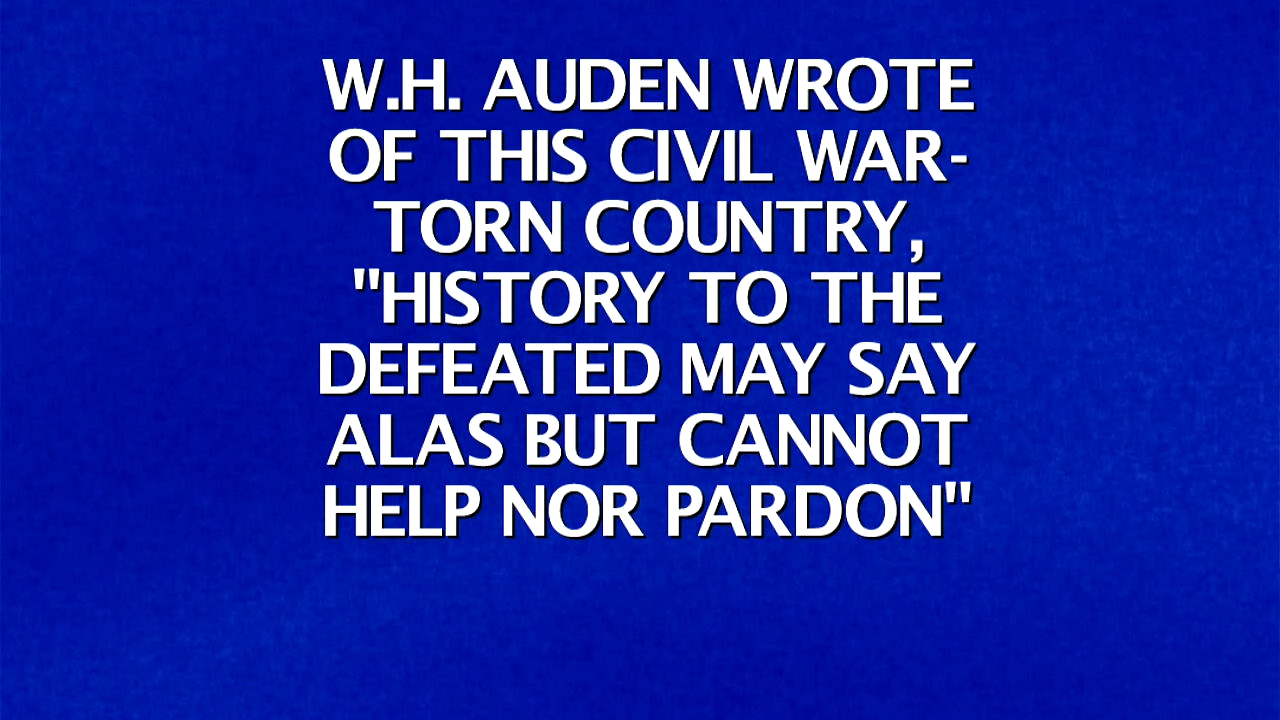 W.H. AUDEN WROTE
OF THIS CIVIL WAR-
TORN COUNTRY,
"HISTORY TO THE
DEFEATED MAY SAY
ALAS BUT CANNOT
HELP NOR PARDON"